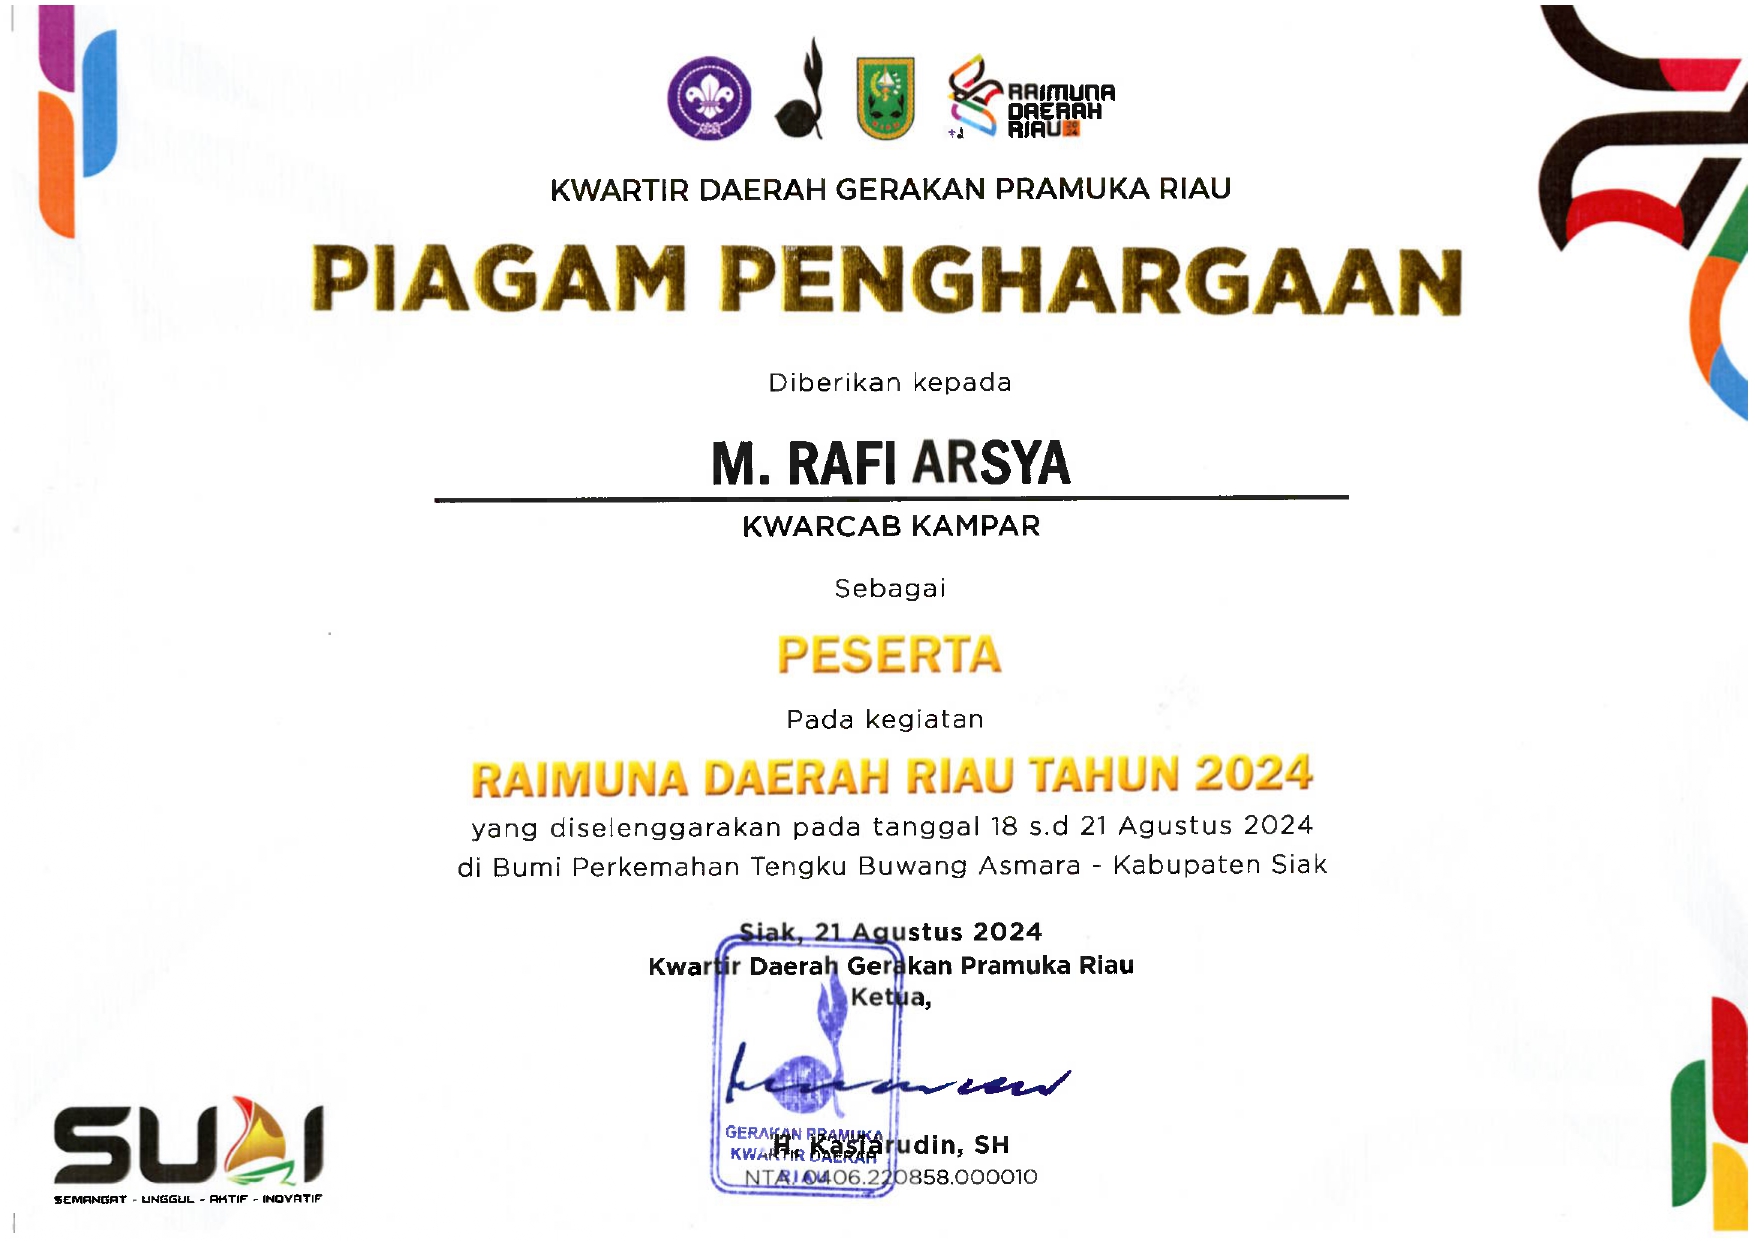 RAIMUNA
DAERAH
RIAU
KWARTIR DAERAH GERAKAN PRAMUKA RIAU
PIAGAM PENGHARGAAN
Diberikan kepada
M. RAFI ARSYA
KWARCAB KAMPAR
Sebagai
PESERTA
Pada kegiatan
RAIMUNA DAERAH RIAU TAHUN 2024
yang diselenggarakan pada tanggal 18 s.d 21 Agustus 2024
di Bumi Perkemahan Tengku Buwang Asmara - Kabupaten Siak
Siak, 21 Agustus 2024
Kwartir Daerah Gerakan Pramuka Riau
Ketua,
GERAKAN PRAMUKA
KWARTIR DAERAH
RIAU
H. Kasiarudin, SH
NTA. 0406.220858.000010
SUAI
SEMANGAT - UNGGUL - AKTIF - INOVATIF